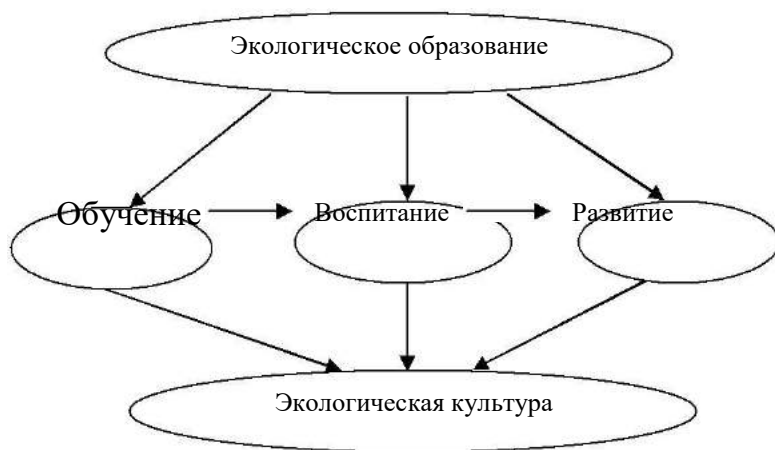 Экологическое образование
Обучение Воспитание Развитие
Экологическая культура